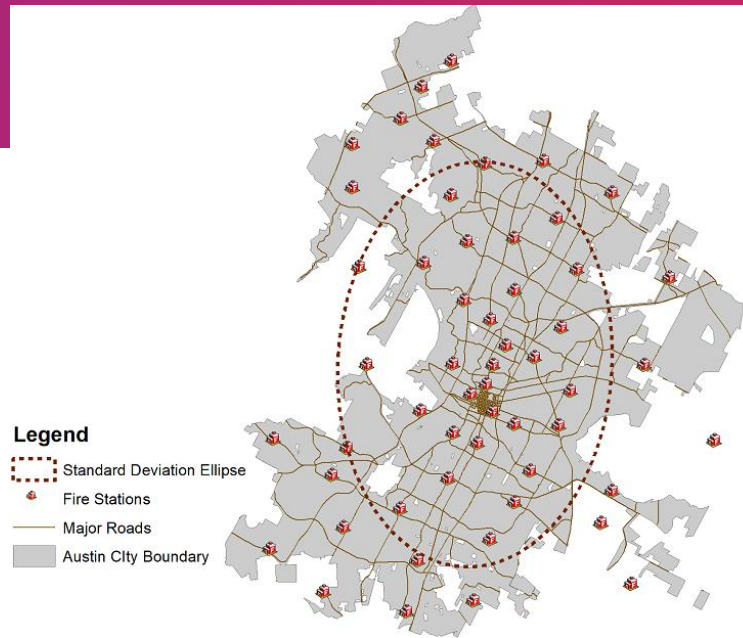 Legend
Standard Deviation Ellipse
Fire Stations
Major Roads
Austin CIty Boundary